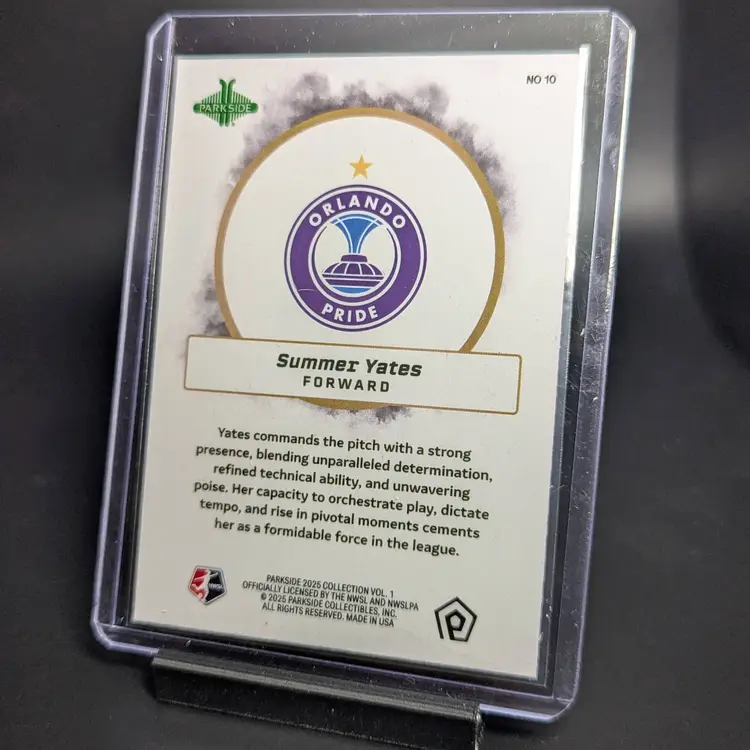 PARKSIDE
NO 10
ORLANDO
PRIDE
Summer Yates
FORWARD
Yates commands the pitch with a strong
presence, blending unparalleled determination,
refined technical ability, and unwavering
poise. Her capacity to orchestrate play, dictate
tempo, and rise in pivotal moments cements
her as a formidable force in the league.
NWSL
PARKSIDE 2025 COLLECTION VOL. 1
OFFICIALLY LICENSED BY THE NWSL AND NWSLPA
© 2025 PARKSIDE COLLECTIBLES, INC.
ALL RIGHTS RESERVED. MADE IN USA